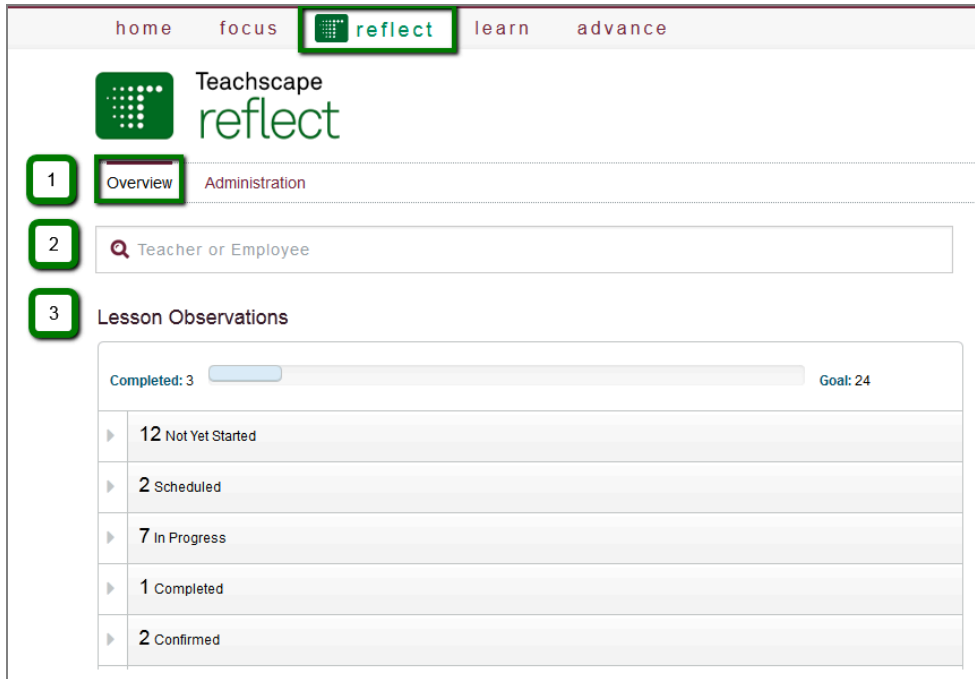 home focus reflect learn advance
Teachscape
reflect
1 Overview Administration
2 Teacher or Employee
3 Lesson Observations
Completed: 3 Goal: 24
12 Not Yet Started
2 Scheduled
7 In Progress
1 Completed
2 Confirmed